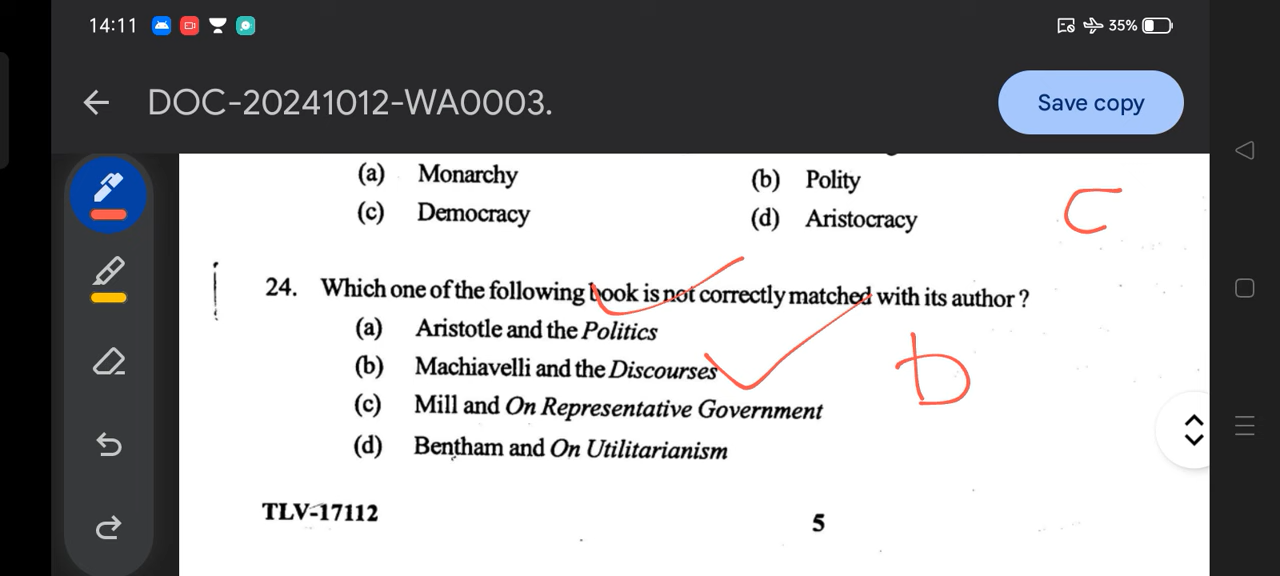 14:11 35%
DOC-20241012-WA0003. Save copy
(a) Monarchy (b) Polity
(c) Democracy (d) Aristocracy
c
24. Which one of the following book is not correctly matched with its author ?
(a) Aristotle and the Politics
(b) Machiavelli and the Discourses
b
(c) Mill and On Representative Government
(d) Bentham and On Utilitarianism
TLV-17112 5